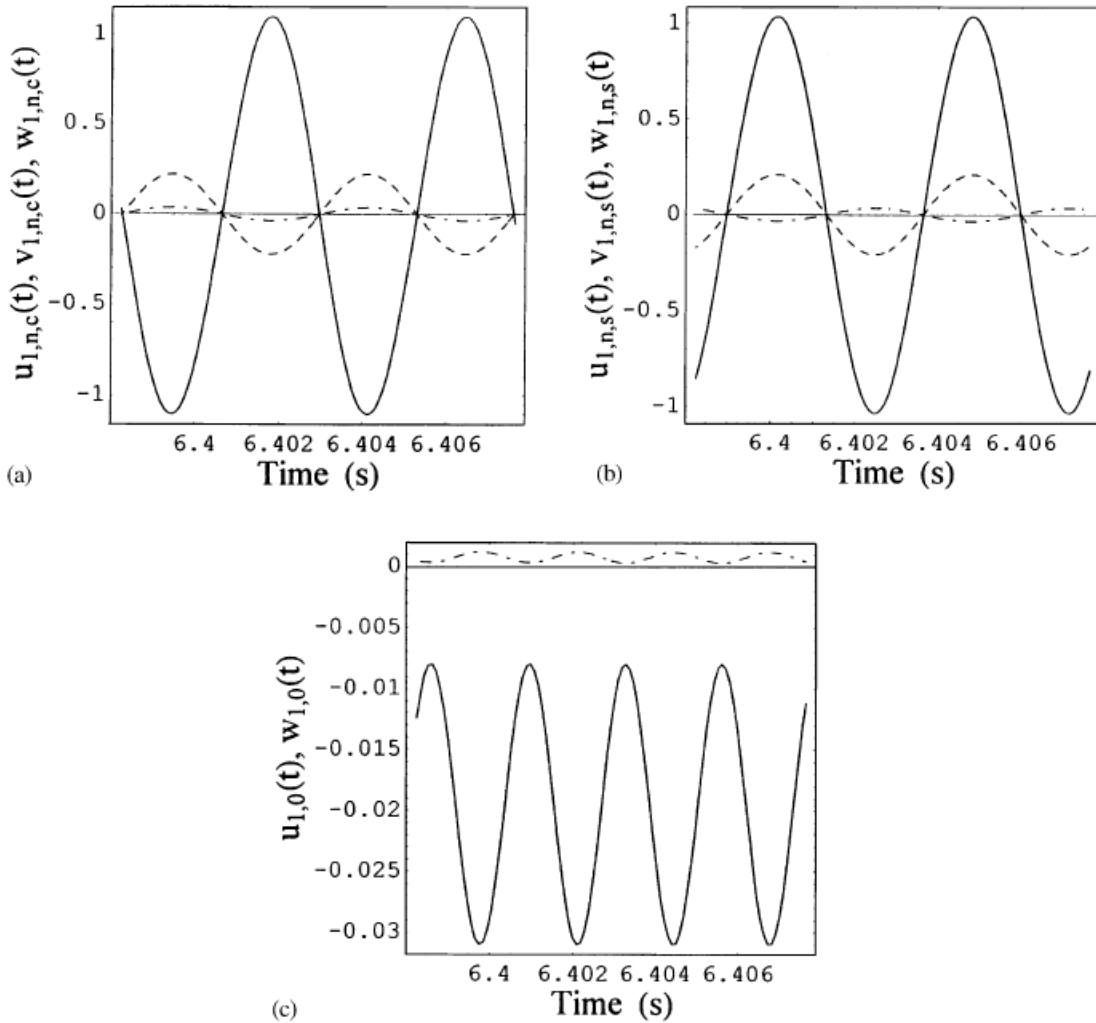 1
0.5
0
-0.5
-1
u1,n,c(t), v1,n,c(t), w1,n,c(t)
6.4 6.402 6.404 6.406
Time (s)
(a)
1
0.5
0
-0.5
-1
u1,n,s(t), v1,n,s(t), w1,n,s(t)
6.4 6.402 6.404 6.406
Time (s)
(b)
0
-0.005
-0.01
-0.015
-0.02
-0.025
-0.03
u1,0(t), w1,0(t)
6.4 6.402 6.404 6.406
Time (s)
(c)